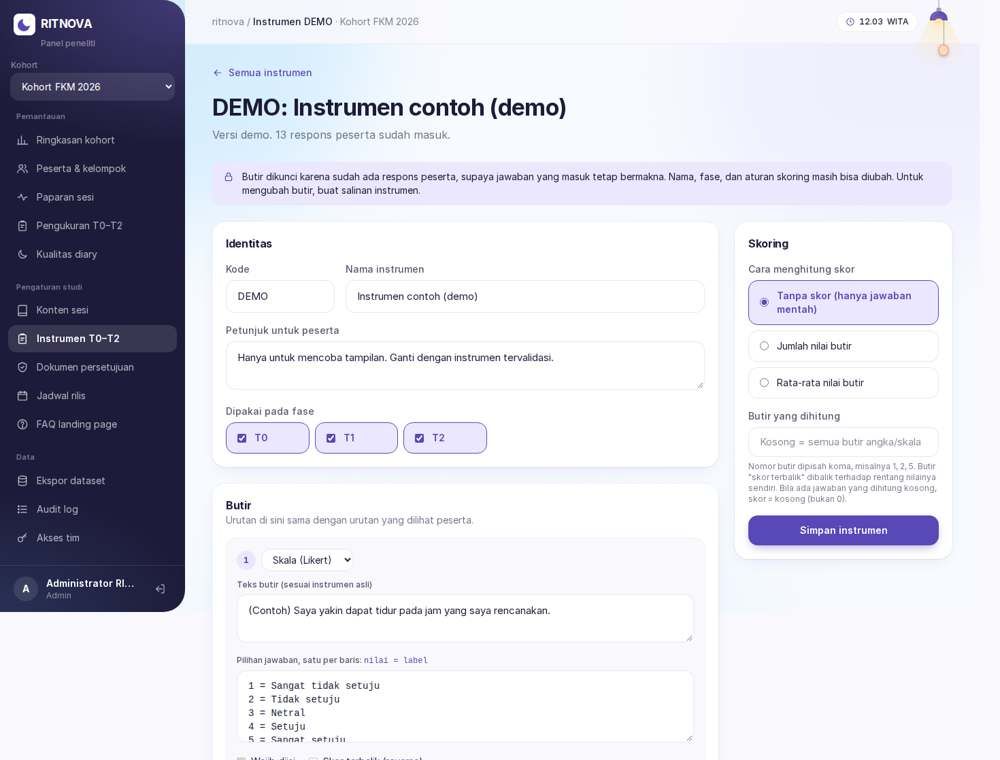 RITNOVA
Panel peneliti
Kohort
Kohort FKM 2026
Pemantauan
Ringkasan kohort
Peserta & kelompok
Paparan sesi
Pengukuran T0–T2
Kualitas diary
Pengaturan studi
Konten sesi
Instrumen T0–T2
Dokumen persetujuan
Jadwal rilis
FAQ landing page
Data
Ekspor dataset
Audit log
Akses tim
A
Administrator RI...
Admin
ritnova / Instrumen DEMO · Kohort FKM 2026
12.03 WITA
← Semua instrumen
DEMO: Instrumen contoh (demo)
Versi demo. 13 respons peserta sudah masuk.
Butir dikunci karena sudah ada respons peserta, supaya jawaban yang masuk tetap bermakna. Nama, fase, dan aturan skoring masih bisa diubah. Untuk
mengubah butir, buat salinan instrumen.
Identitas
Kode
Nama instrumen
DEMO
Instrumen contoh (demo)
Petunjuk untuk peserta
Hanya untuk mencoba tampilan. Ganti dengan instrumen tervalidasi.
Dipakai pada fase
T0
T1
T2
Butir
Urutan di sini sama dengan urutan yang dilihat peserta.
1
Skala (Likert)
Teks butir (sesuai instrumen asli)
(Contoh) Saya yakin dapat tidur pada jam yang saya rencanakan.
Pilihan jawaban, satu per baris: nilai = label
1 = Sangat tidak setuju
2 = Tidak setuju
3 = Netral
4 = Setuju
5 = Sangat setuju
Wajib diisi
Skor terbalik (reverse)
Skoring
Cara menghitung skor
Tanpa skor (hanya jawaban
mentah)
Jumlah nilai butir
Rata-rata nilai butir
Butir yang dihitung
Kosong = semua butir angka/skala
Nomor butir dipisah koma, misalnya 1, 2, 5. Butir
"skor terbalik" dibalik terhadap rentang nilainya
sendiri. Bila ada jawaban yang dihitung kosong,
skor = kosong (bukan 0).
Simpan instrumen